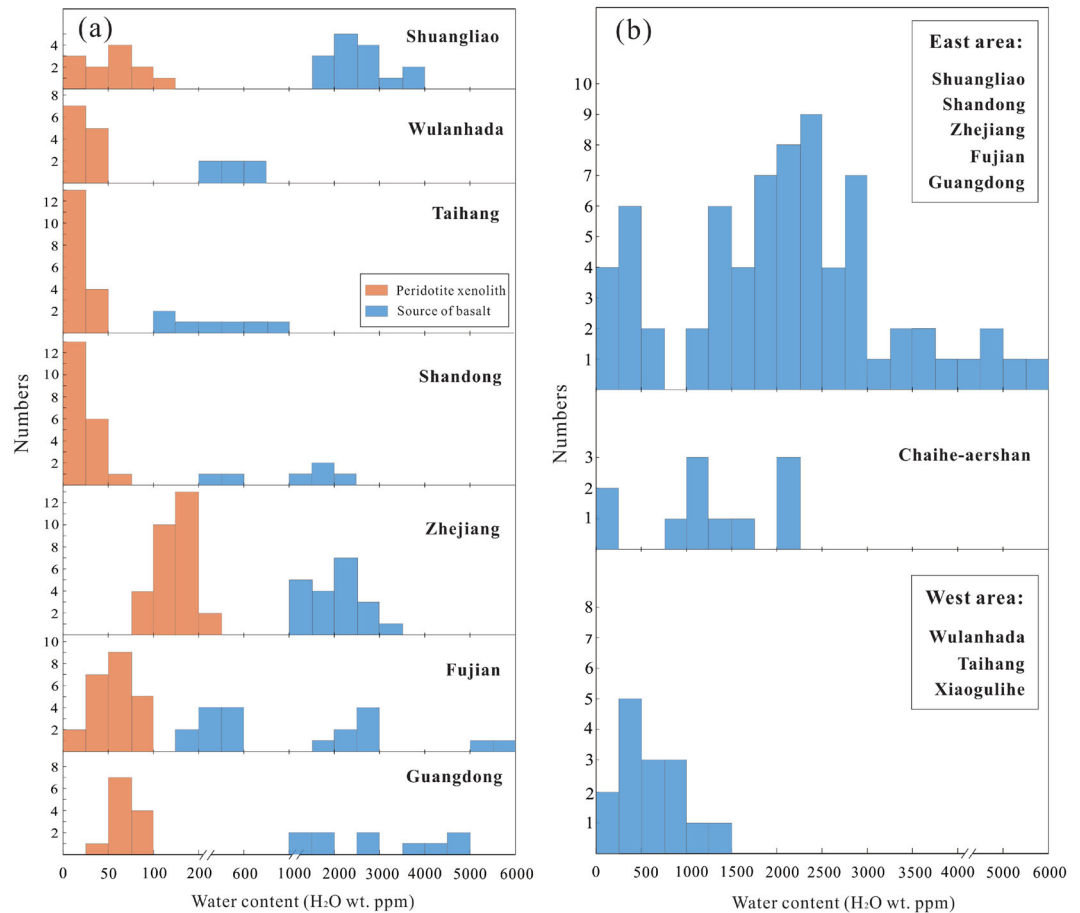 (a)
Shuangliao
4
2
8
6
4
2
Wulanhada
12
10
8
6
4
2
Taihang
Peridotite xenolith
Source of basalt
12
10
8
6
4
2
Shandong
12
10
8
6
4
2
Zhejiang
10
8
6
4
2
Fujian
8
6
4
2
Guangdong
Numbers
0 50 100 200 600 1000 2000 3000 4000 5000 6000
Water content (H₂O wt. ppm)
(b)
East area:
Shuangliao
Shandong
Zhejiang
Fujian
Guangdong
10
9
8
7
6
5
4
3
2
1
Chaihe-aershan
3
2
1
West area:
Wulanhada
Taihang
Xiaogulihe
8
7
6
5
4
3
2
1
Numbers
0 500 1000 1500 2000 2500 3000 3500 4000 5000 6000
Water content (H₂O wt. ppm)